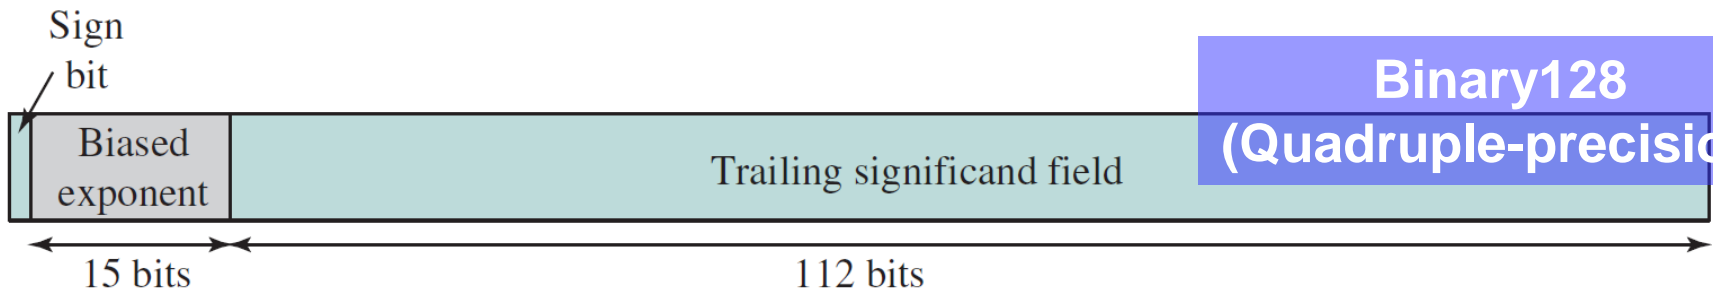 Sign
bit
Binary128
(Quadruple-precisio
Biased
exponent
Trailing significand field
15 bits
112 bits